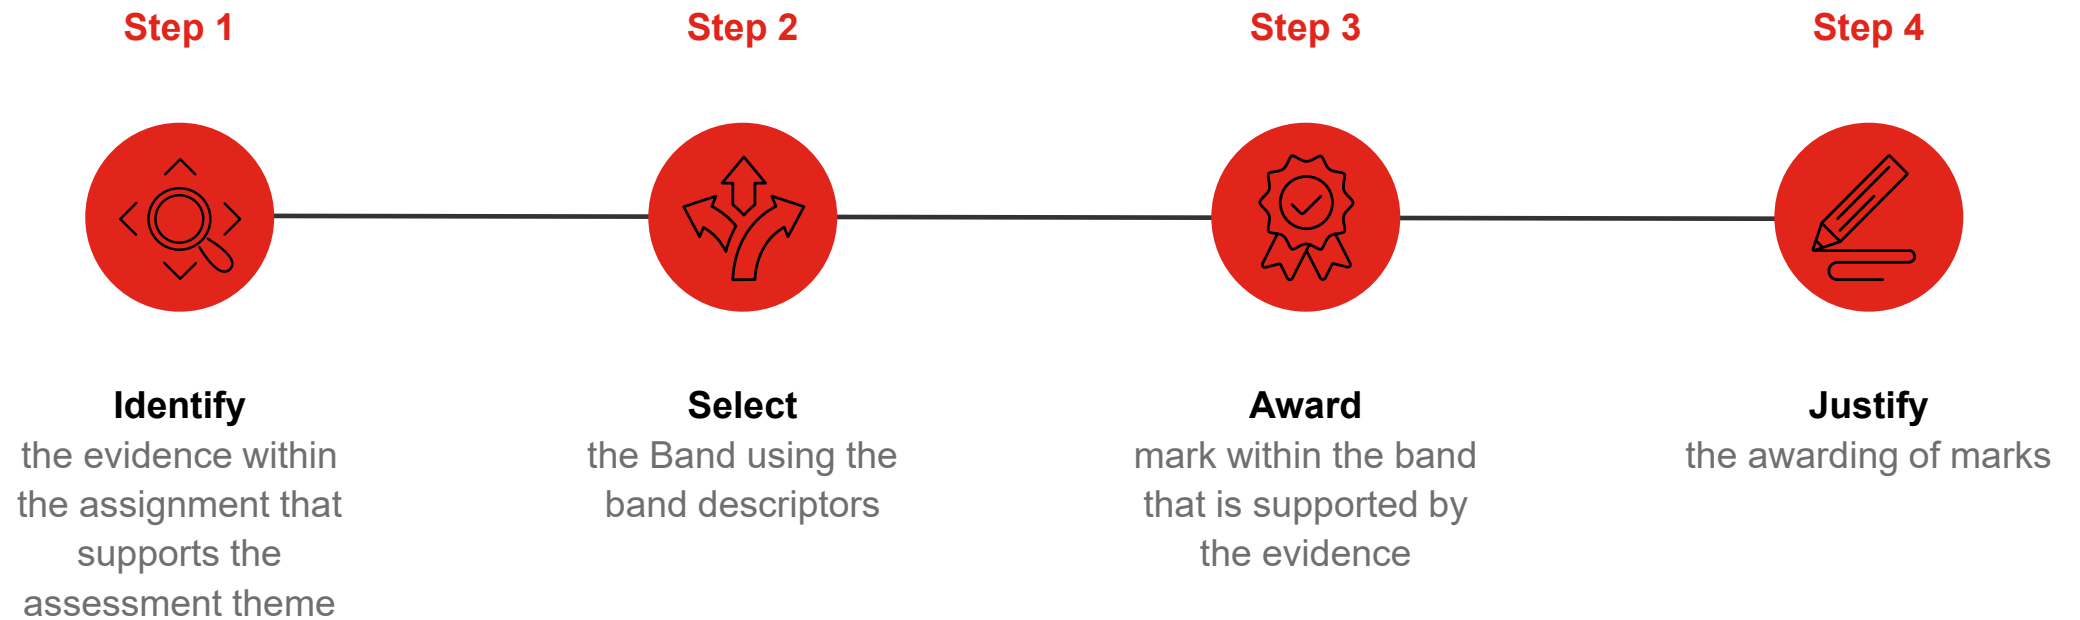 Step 1
Step 2
Step 3
Step 4
Identify
the evidence within
the assignment that
supports the
assessment theme
Select
the Band using the
band descriptors
Award
mark within the band
that is supported by
the evidence
Justify
the awarding of marks